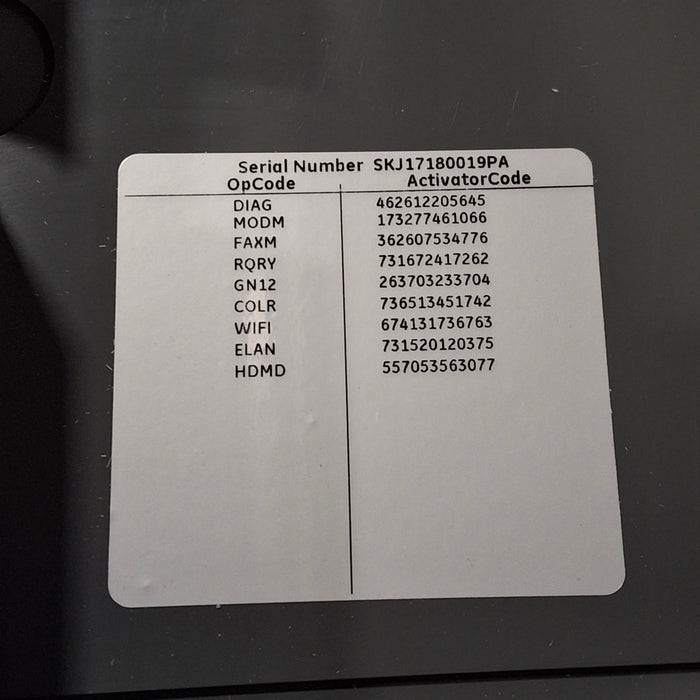 Serial Number SKJ17180019PA
OpCode ActivatorCode
DIAG 462612205645
MODM 173277461066
FAXM 362607534776
RQRY 731672417262
GN12 263703233704
COLR 736513451742
WIFI 674131736763
ELAN 731520120375
HDMD 557053563077